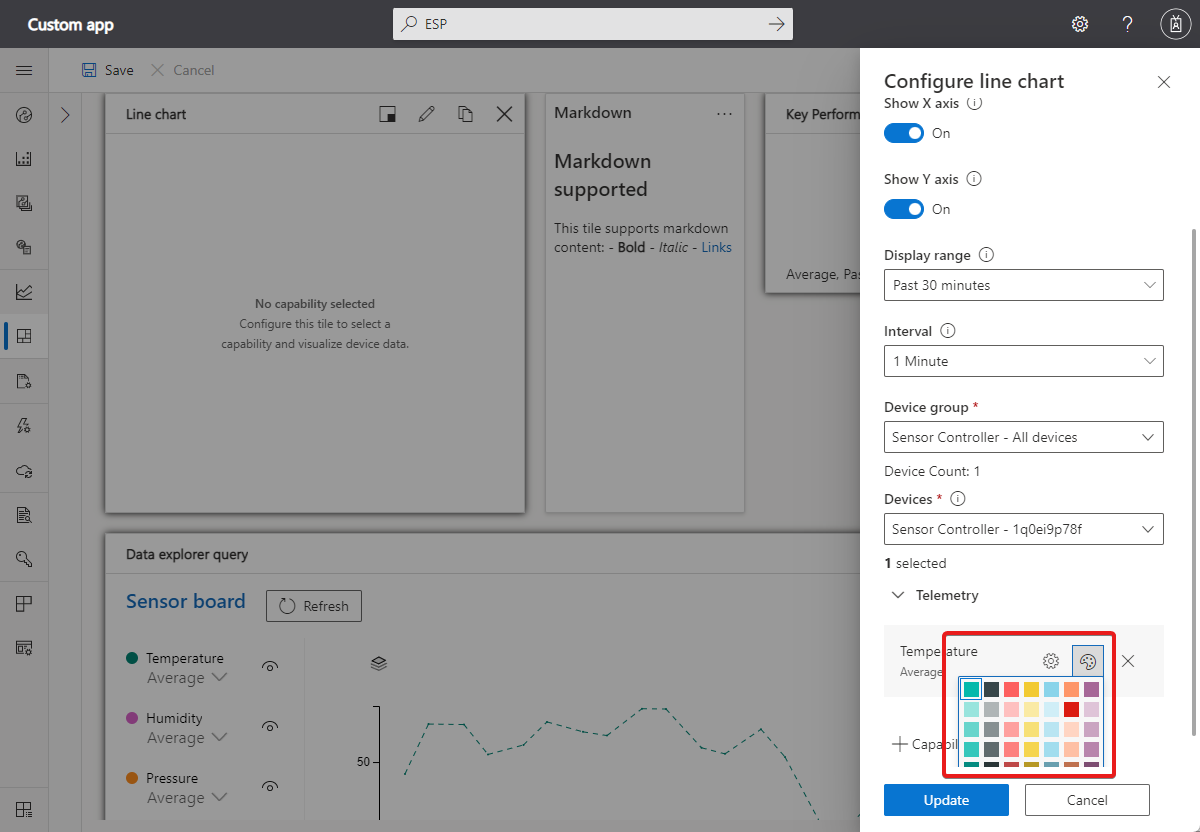 Custom app
ESP
Save
Cancel
Line chart
No capability selected
Configure this tile to select a
capability and visualize device data.
Markdown
Markdown
supported
This tile supports markdown
content: - Bold - Italic - Links
Key Perform
Average, Pas
Data explorer query
Sensor board
Refresh
Temperature
Average
Humidity
Average
Pressure
Average
50
Configure line chart
Show X axis
On
Show Y axis
On
Display range
Past 30 minutes
Interval
1 Minute
Device group *
Sensor Controller - All devices
Device Count: 1
Devices *
Sensor Controller - 1q0ei9p78f
1 selected
Telemetry
Temperature
Average
Capabil
Update
Cancel